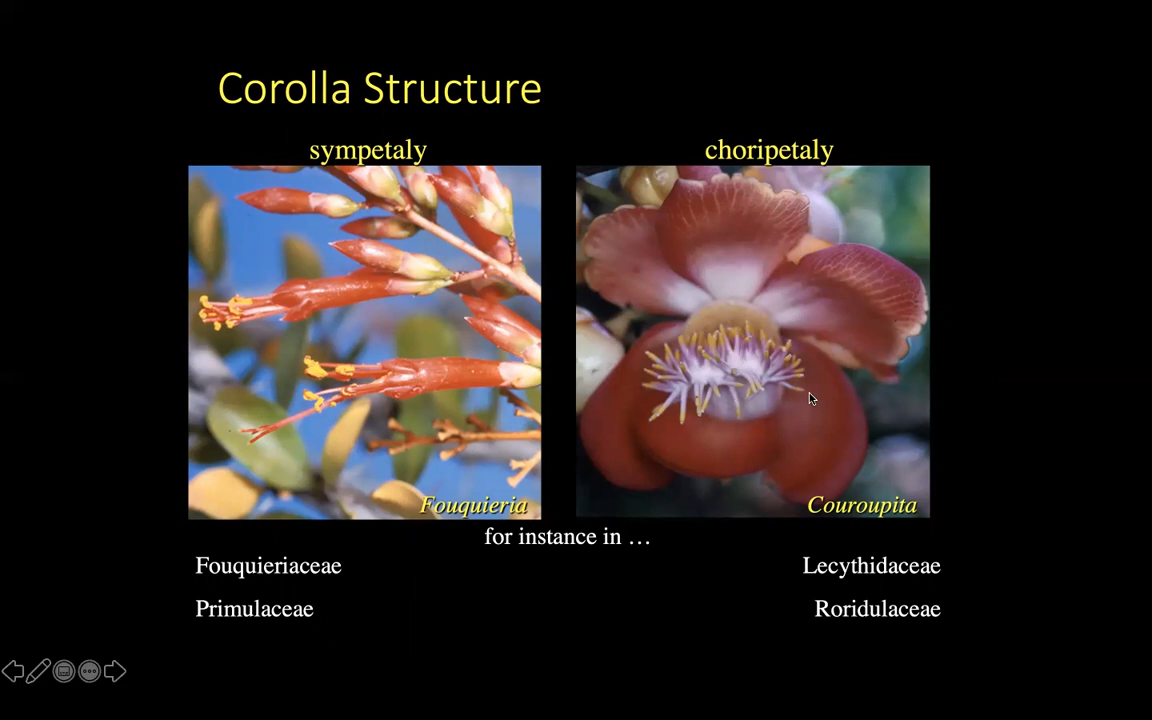 Corolla Structure
sympetaly
choripetaly
Fouquieria
Couroupita
for instance in …
Fouquieriaceae
Lecythidaceae
Primulaceae
Roridulaceae